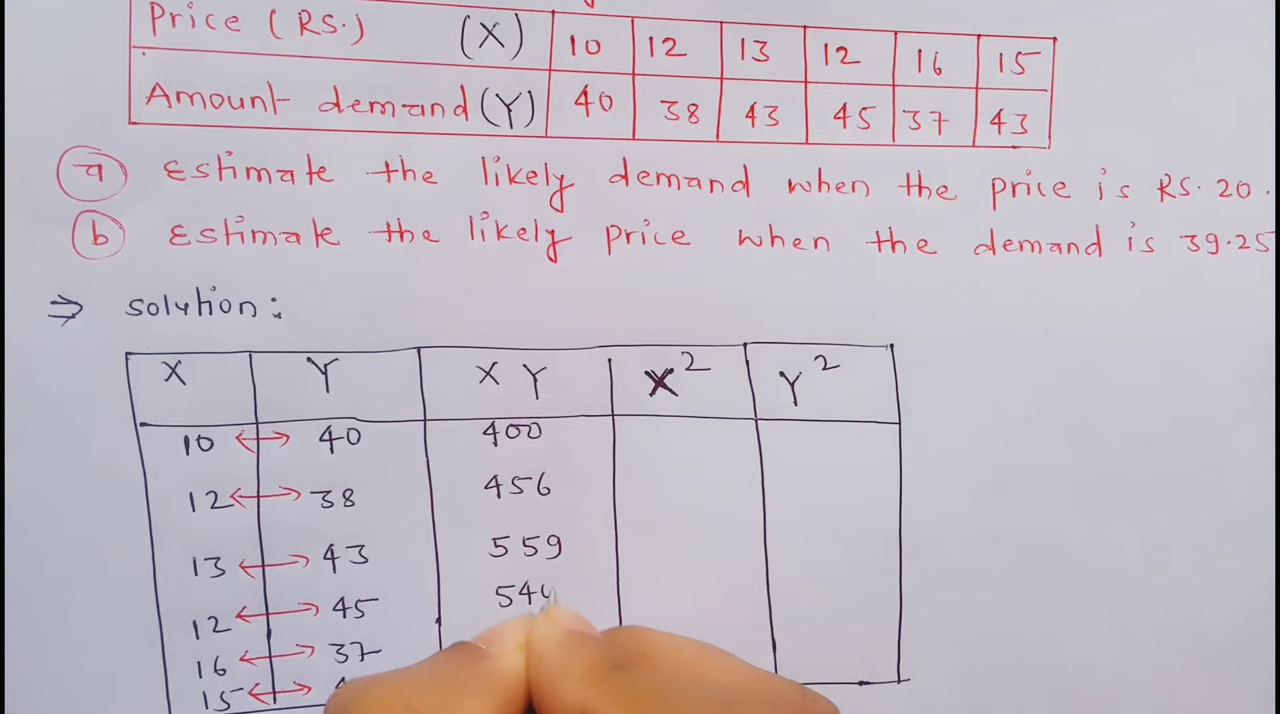 Price (RS.) (X) 10 12 13 12 16 15
Amount demand (Y) 40 38 43 45 37 43
a Estimate the likely demand when the price is RS. 20.
b Estimate the likely price when the demand is 39.25
⇒ solution:
X Y XY X² Y²
10 ↔ 40 400
12 ↔ 38 456
13 ↔ 43 559
12 ↔ 45 54
16 ↔ 37
15 ↔